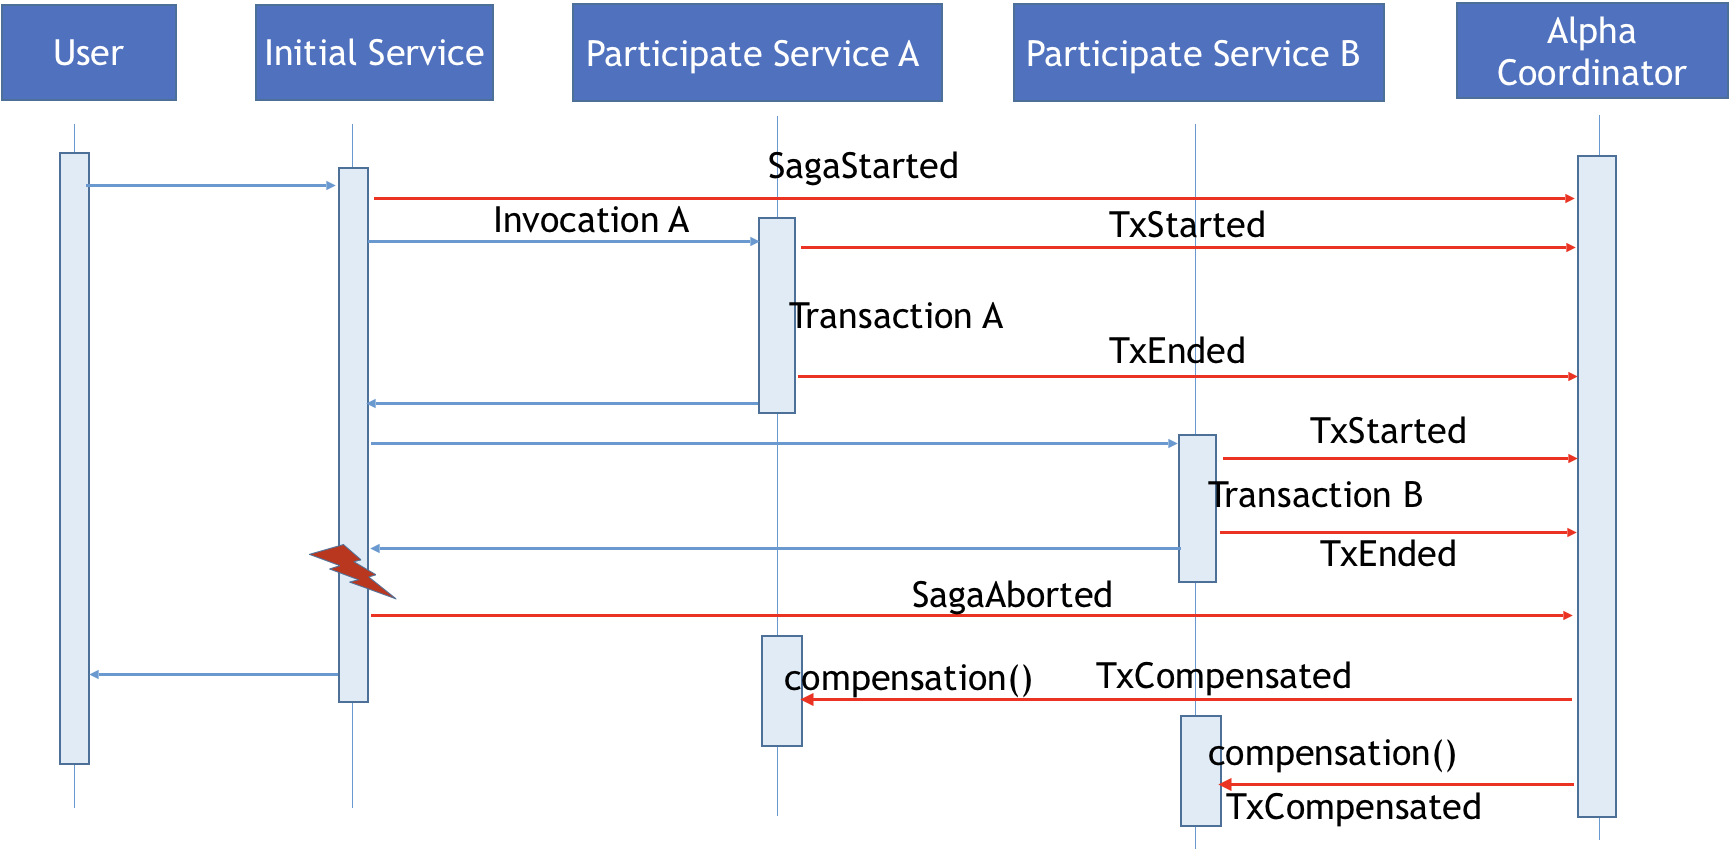 User
Initial Service
Participate Service A
Participate Service B
Alpha
Coordinator
SagaStarted
Invocation A
TxStarted
Transaction A
TxEnded
TxStarted
Transaction B
TxEnded
SagaAborted
compensation()
TxCompensated
compensation()
TxCompensated